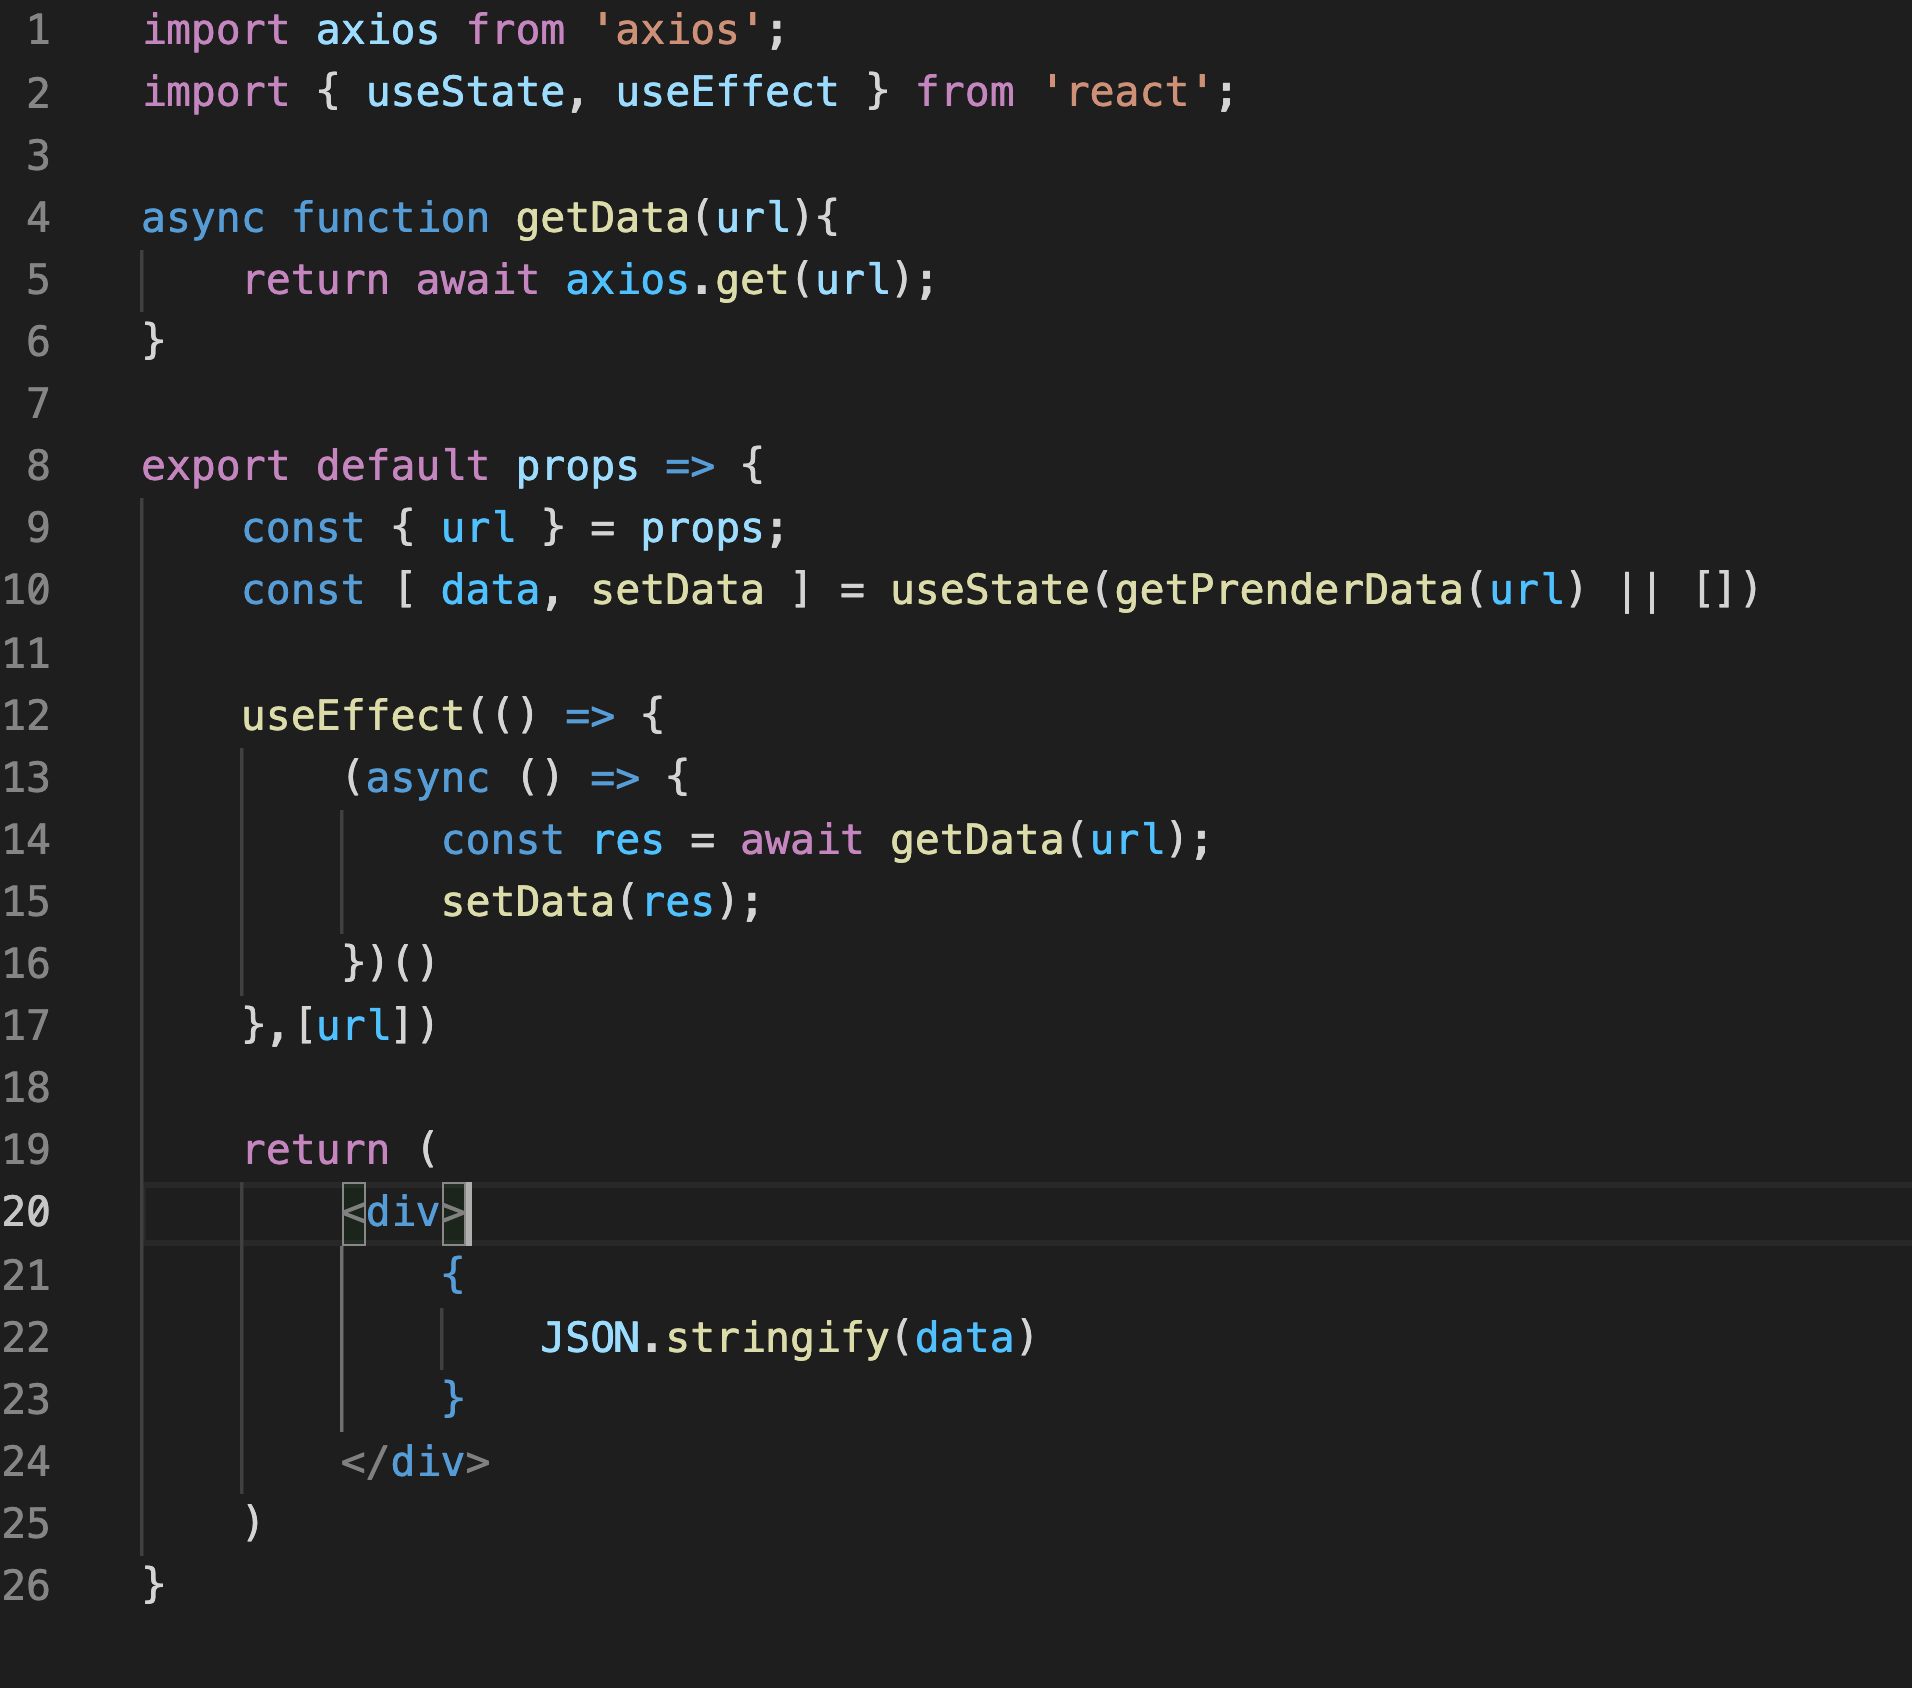 1 import axios from 'axios';
2 import { useState, useEffect } from 'react';
3
4 async function getData(url){
5     return await axios.get(url);
6 }
7
8 export default props => {
9     const { url } = props;
10     const [ data, setData ] = useState(getPrenderData(url) || [])
11
12     useEffect(() => {
13         (async () => {
14             const res = await getData(url);
15             setData(res);
16         })()
17     },[url])
18
19     return (
20         <div>
21             {
22                 JSON.stringify(data)
23             }
24         </div>
25     )
26 }